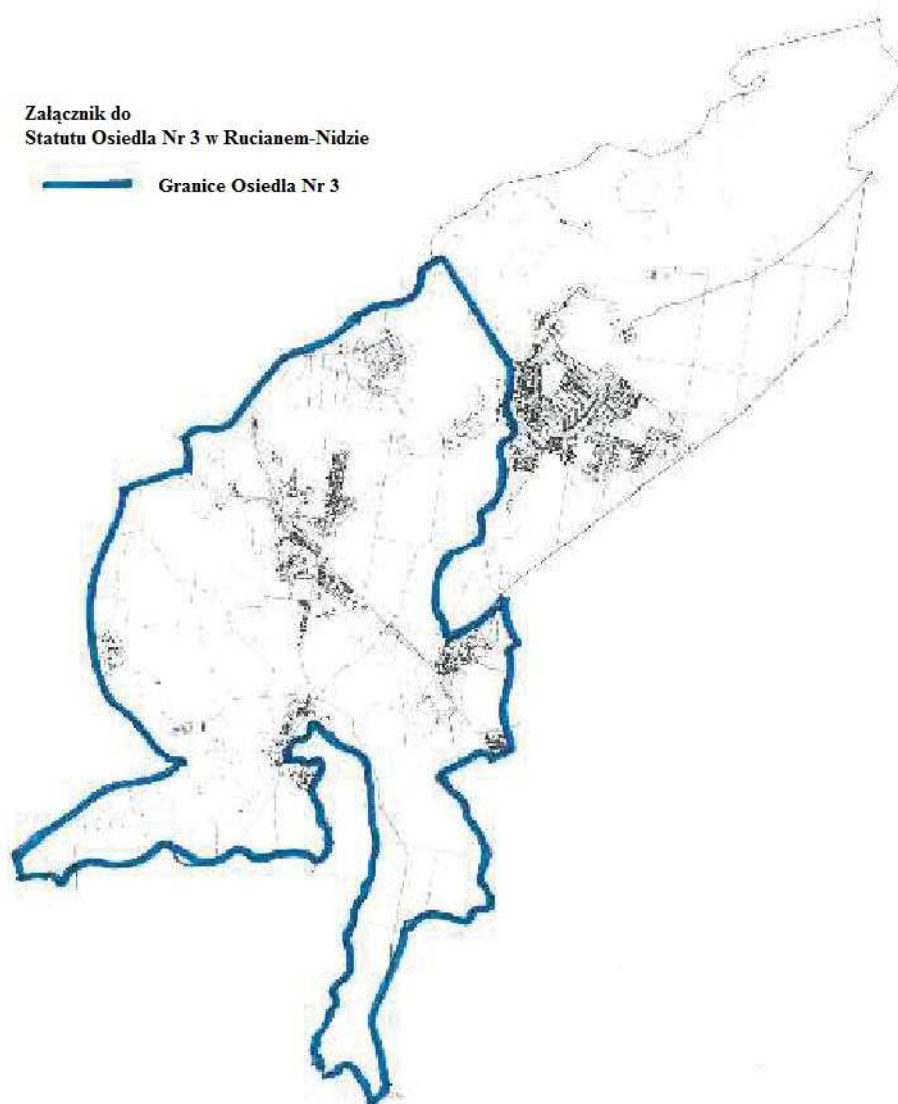 Załącznik do
Statutu Osiedla Nr 3 w Rucianem-Nidzie
Granice Osiedla Nr 3